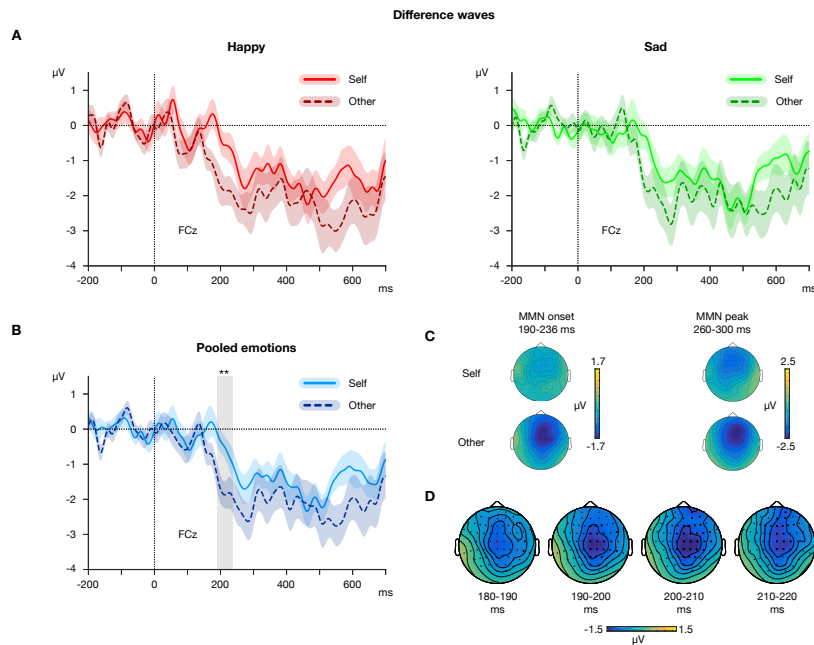 Difference waves
A
Happy
µV
Self
Other
1
0
-1
-2
-3
-4
FCz
-200 0 200 400 600
ms
Sad
µV
Self
Other
1
0
-1
-2
-3
-4
FCz
-200 0 200 400 600
ms
B
Pooled emotions
µV
**
Self
Other
1
0
-1
-2
-3
-4
FCz
-200 0 200 400 600
ms
C
MMN onset
190-236 ms
MMN peak
260-300 ms
Self
Other
1.7
µV
-1.7
2.5
µV
-2.5
D
180-190
ms
190-200
ms
200-210
ms
210-220
ms
-1.5 1.5
µV